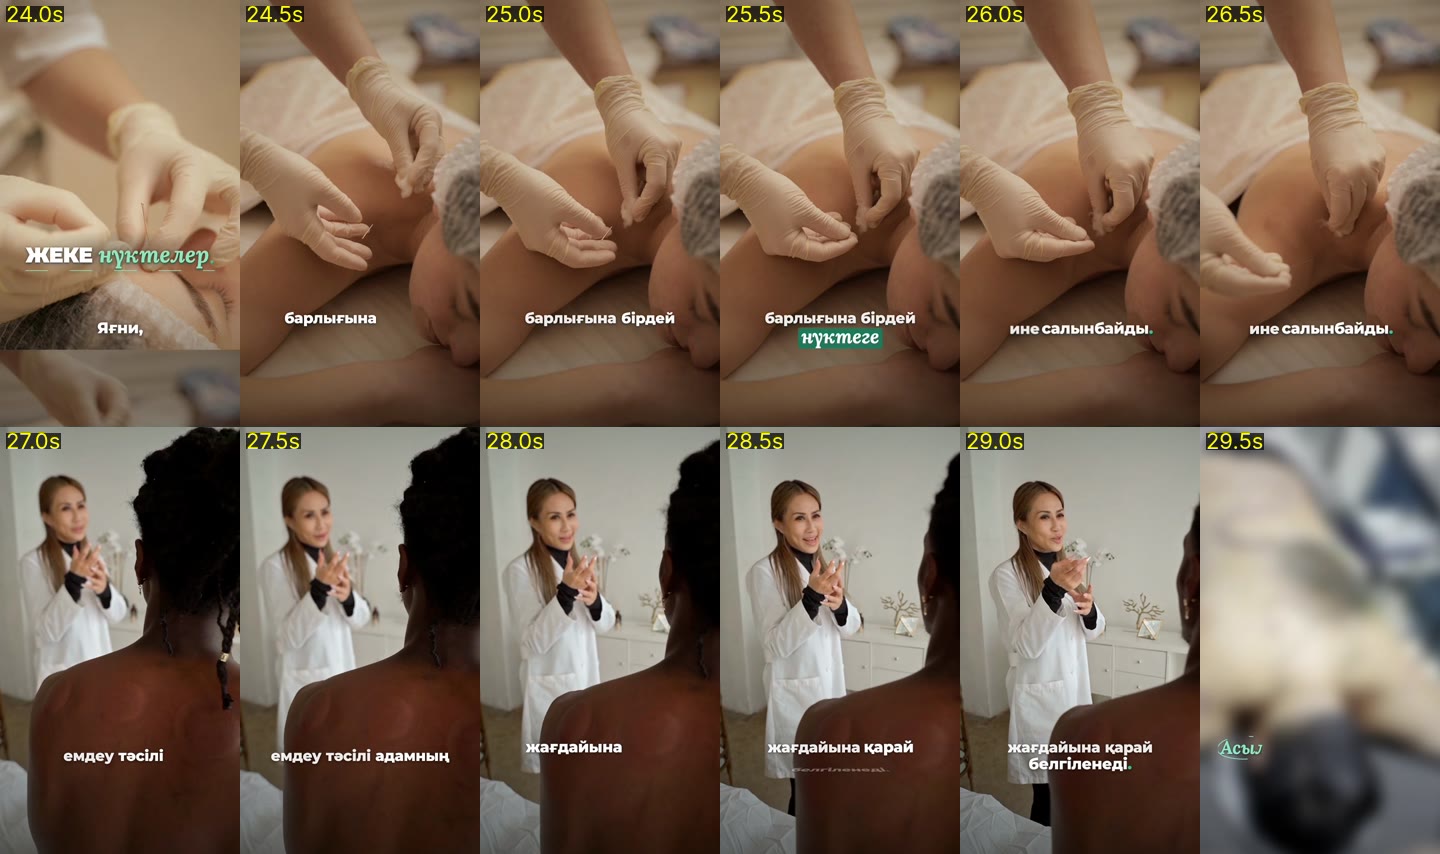 24.0s
ЖЕКЕ нүктелер.
Яғни,
24.5s
барлығына
25.0s
барлығына бірдей
25.5s
барлығына бірдей
нүктеге
26.0s
ине салынбайды.
26.5s
ине салынбайды.
27.0s
емдеу тәсілі
27.5s
емдеу тәсілі адамның
28.0s
жағдайына
28.5s
жағдайына қарай
белгіленеді.
29.0s
жағдайына қарай
белгіленеді.
29.5s
Асыл